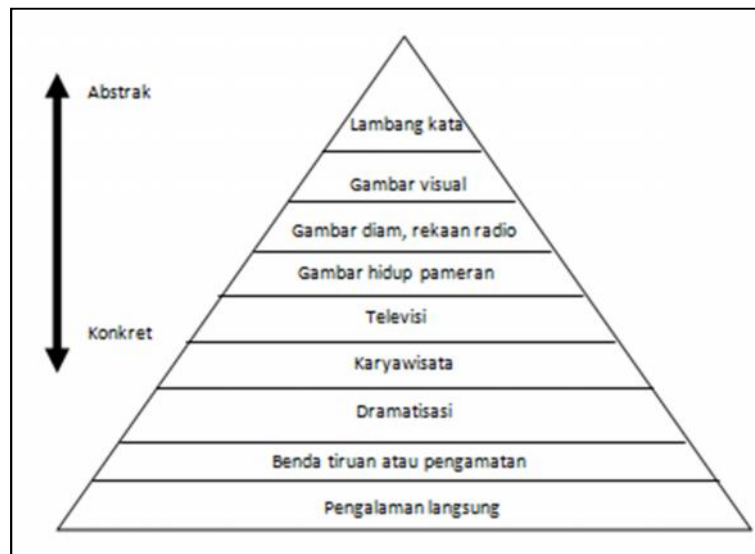 Abstrak
Lambang kata
Gambar visual
Gambar diam, rekaan radio
Gambar hidup pameran
Televisi
Konkret
Karyawisata
Dramatisasi
Benda tiruan atau pengamatan
Pengalaman langsung